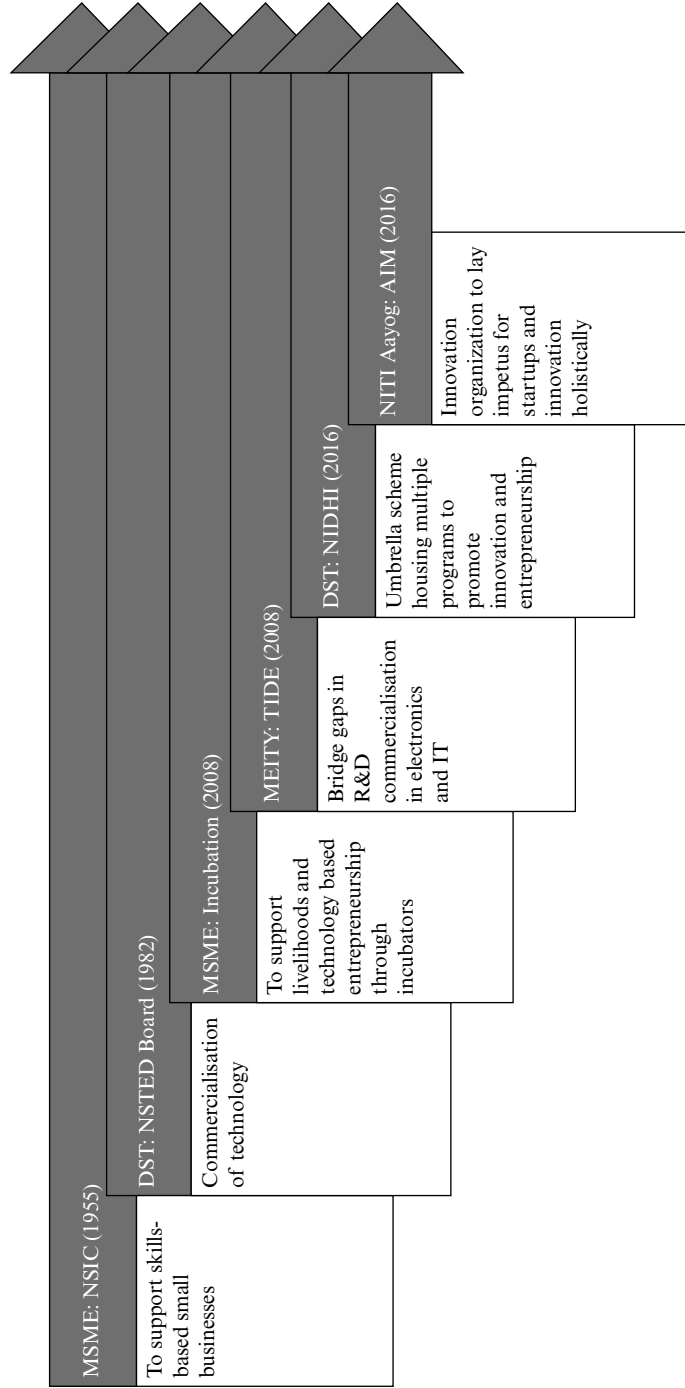 MSME: NSIC (1955)
To support skills-
based small
businesses
DST: NSTED Board (1982)
Commercialisation
of technology
MSME: Incubation (2008)
To support
livelihoods and
technology based
entrepreneurship
through
incubators
MEITY: TIDE (2008)
Bridge gaps in
R&D
commercialisation
in electronics
and IT
DST: NIDHI (2016)
Umbrella scheme
housing multiple
programs to
promote
innovation and
entrepreneurship
NITI Aayog: AIM (2016)
Innovation
organization to lay
impetus for
startups and
innovation
holistically